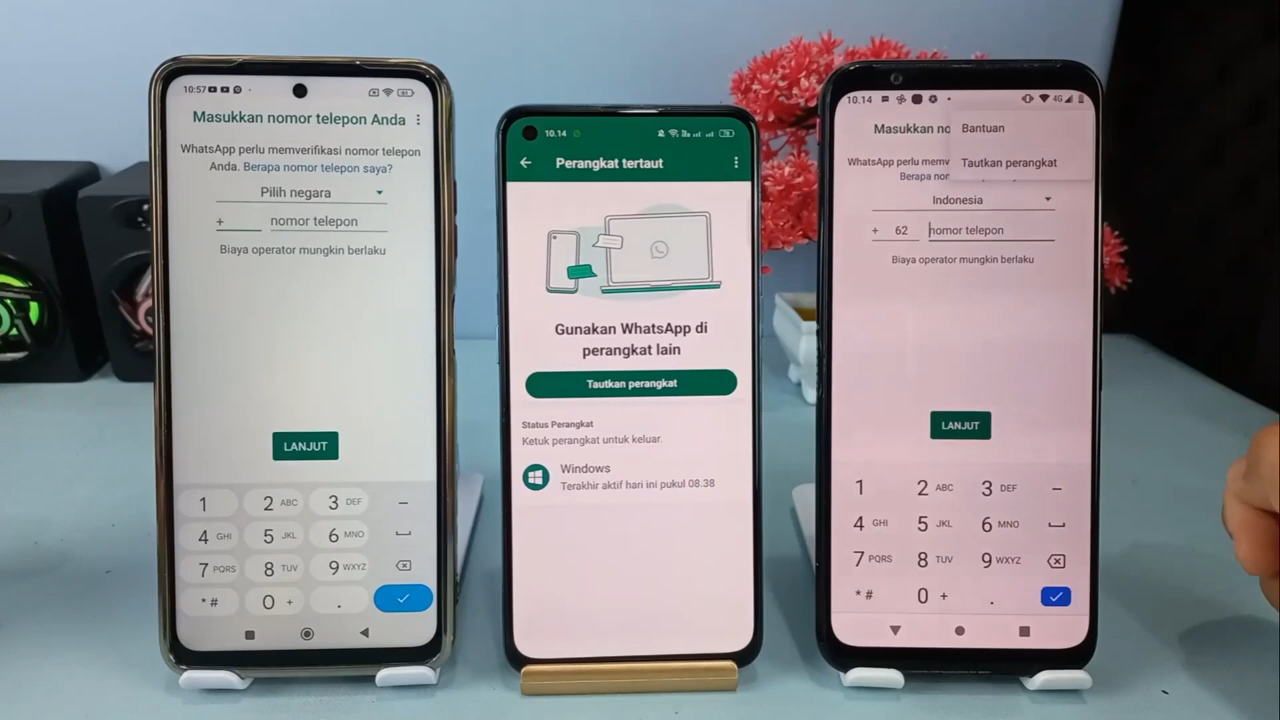 10:57
Masukkan nomor telepon Anda
WhatsApp perlu memverifikasi nomor telepon
Anda. Berapa nomor telepon saya?
Pilih negara
+
nomor telepon
Biaya operator mungkin berlaku
LANJUT
1 2 ABC 3 DEF –
4 GHI 5 JKL 6 MNO
7 PQRS 8 TUV 9 WXYZ
* # 0 + .
10.14
Perangkat tertaut
Gunakan WhatsApp di
perangkat lain
Tautkan perangkat
Status Perangkat
Ketuk perangkat untuk keluar.
Windows
Terakhir aktif hari ini pukul 08.38
10.14
4G
Masukkan no
Bantuan
Tautkan perangkat
WhatsApp perlu memv
Berapa nor
Indonesia
+ 62 nomor telepon
Biaya operator mungkin berlaku
LANJUT
1 2 ABC 3 DEF –
4 GHI 5 JKL 6 MNO
7 PQRS 8 TUV 9 WXYZ
* # 0 + .